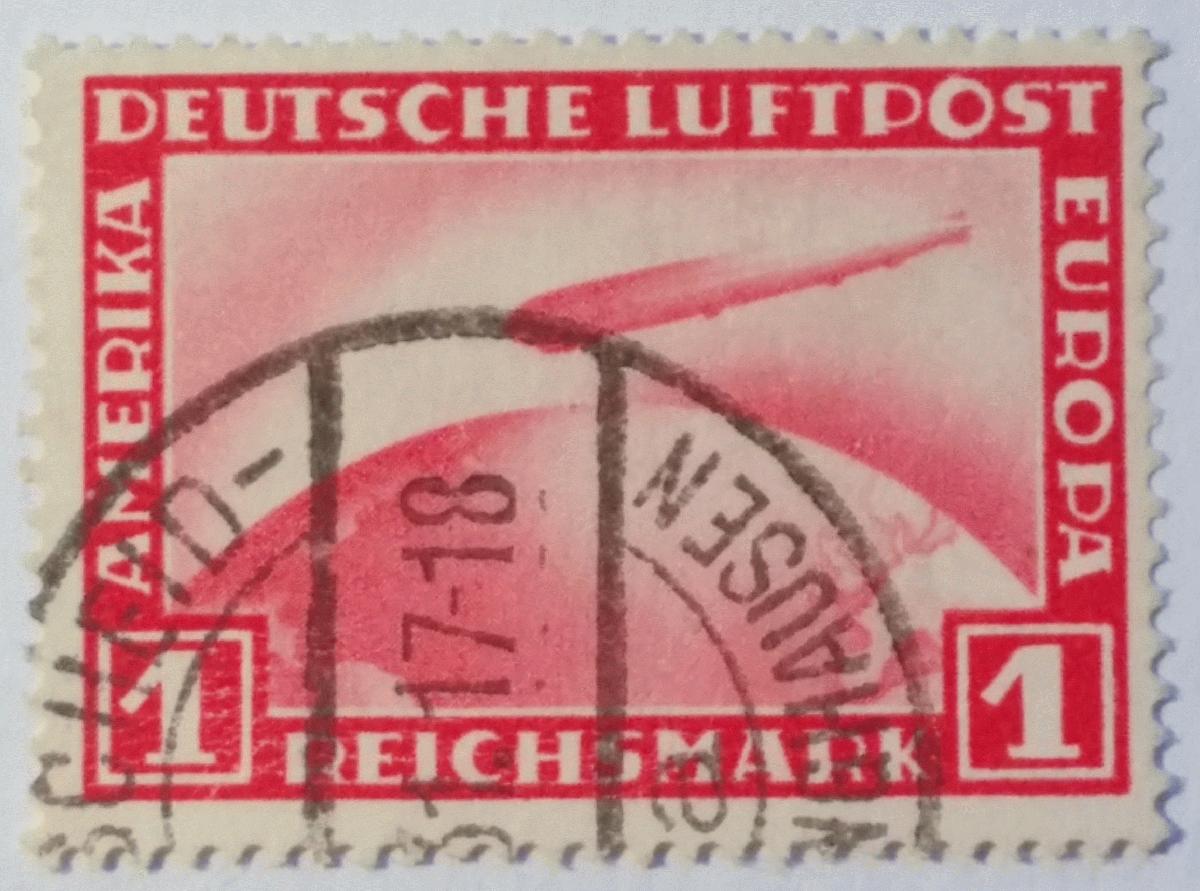 DEUTSCHE LUFTPOST
AMERIKA
EUROPA
1
1
REICHSMARK
17-18